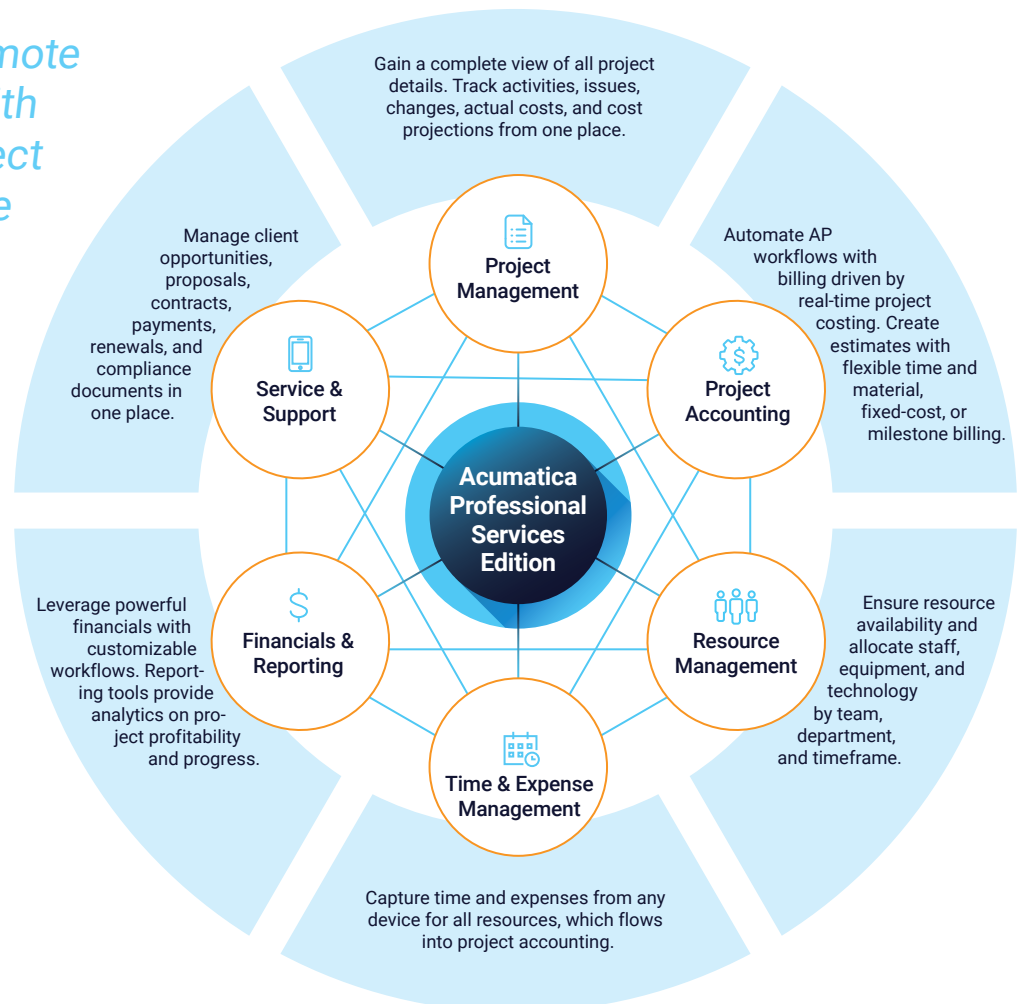 mote
ith
ect
e
Gain a complete view of all project
details. Track activities, issues,
changes, actual costs, and cost
projections from one place.
Project
Management
Automate AP
workflows with
billing driven by
real-time project
costing. Create
estimates with
flexible time and
material,
fixed-cost, or
milestone billing.
Project
Accounting
Manage client
opportunities,
proposals,
contracts,
payments,
renewals, and
compliance
documents in
one place.
Service &
Support
Acumatica
Professional
Services
Edition
Leverage powerful
financials with
customizable
workflows. Report-
ing tools provide
analytics on pro-
ject profitability
and progress.
Financials &
Reporting
Resource
Management
Ensure resource
availability and
allocate staff,
equipment, and
technology
by team,
department,
and timeframe.
Time & Expense
Management
Capture time and expenses from any
device for all resources, which flows
into project accounting.